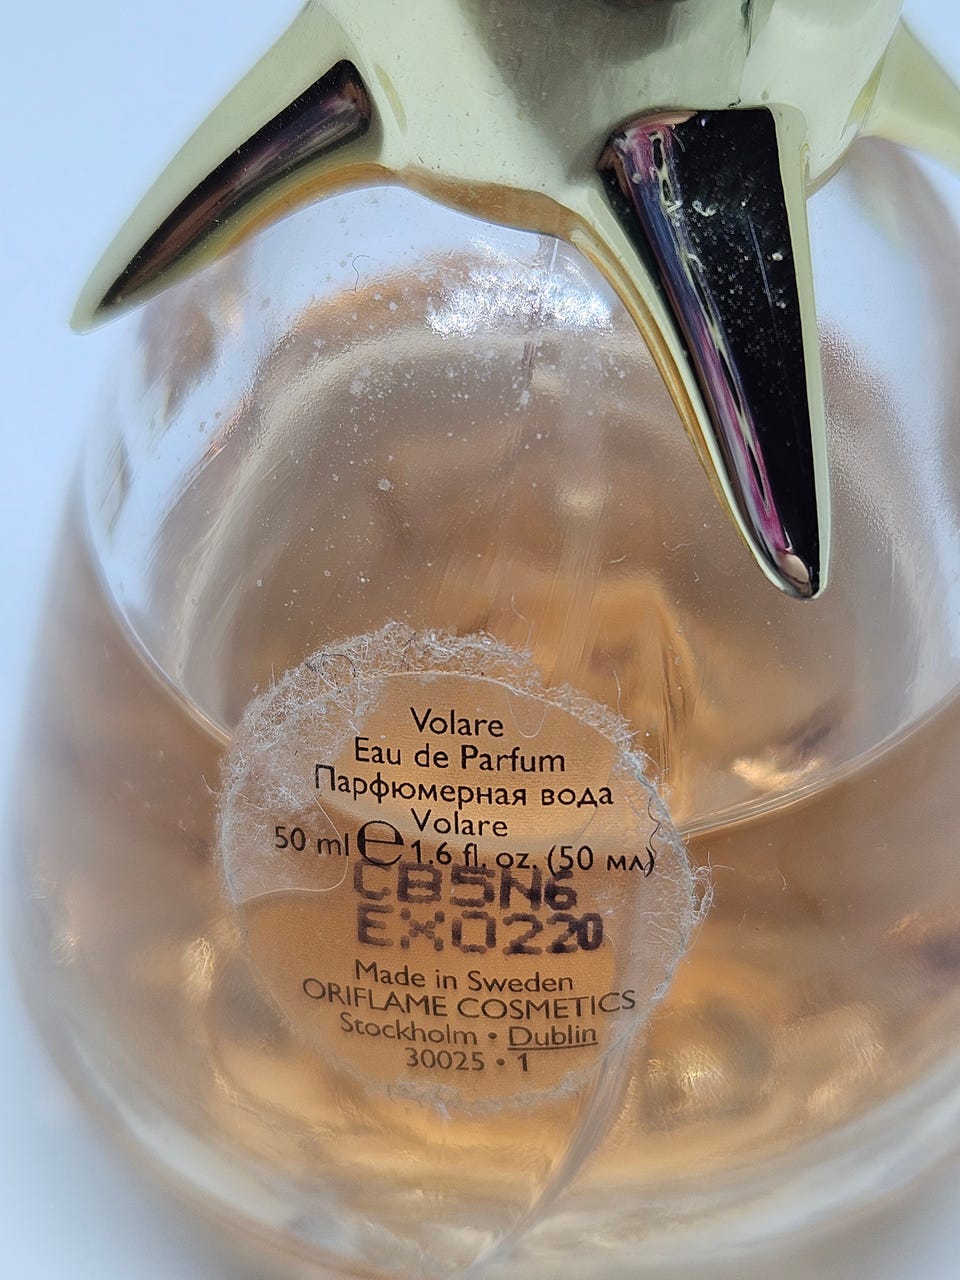 Volare
Eau de Parfum
Парфюмерная вода
Volare
50 ml ℮ 1.6 fl. oz. (50 мл)
CB5N6
EX0220
Made in Sweden
ORIFLAME COSMETICS
Stockholm • Dublin
30025 • 1